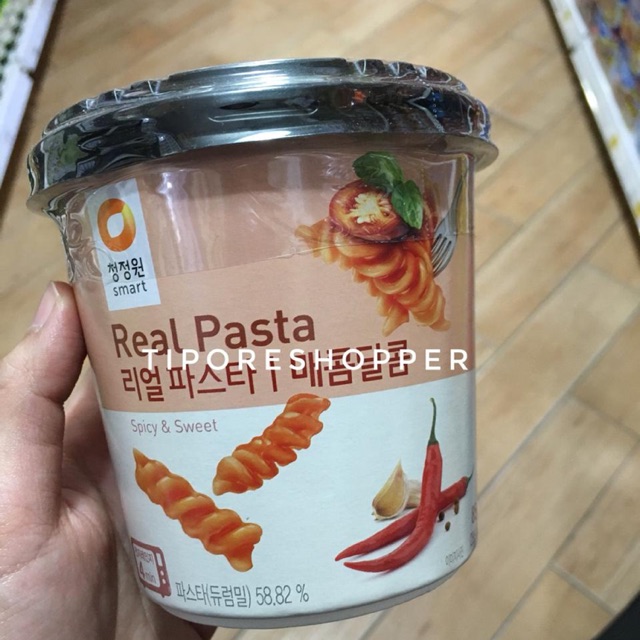 청정원
smart
Real Pasta
TIPORESHOPPER
리얼 파스타 | 매콤달콤
Spicy & Sweet
파스타(듀럼밀) 58.82 %